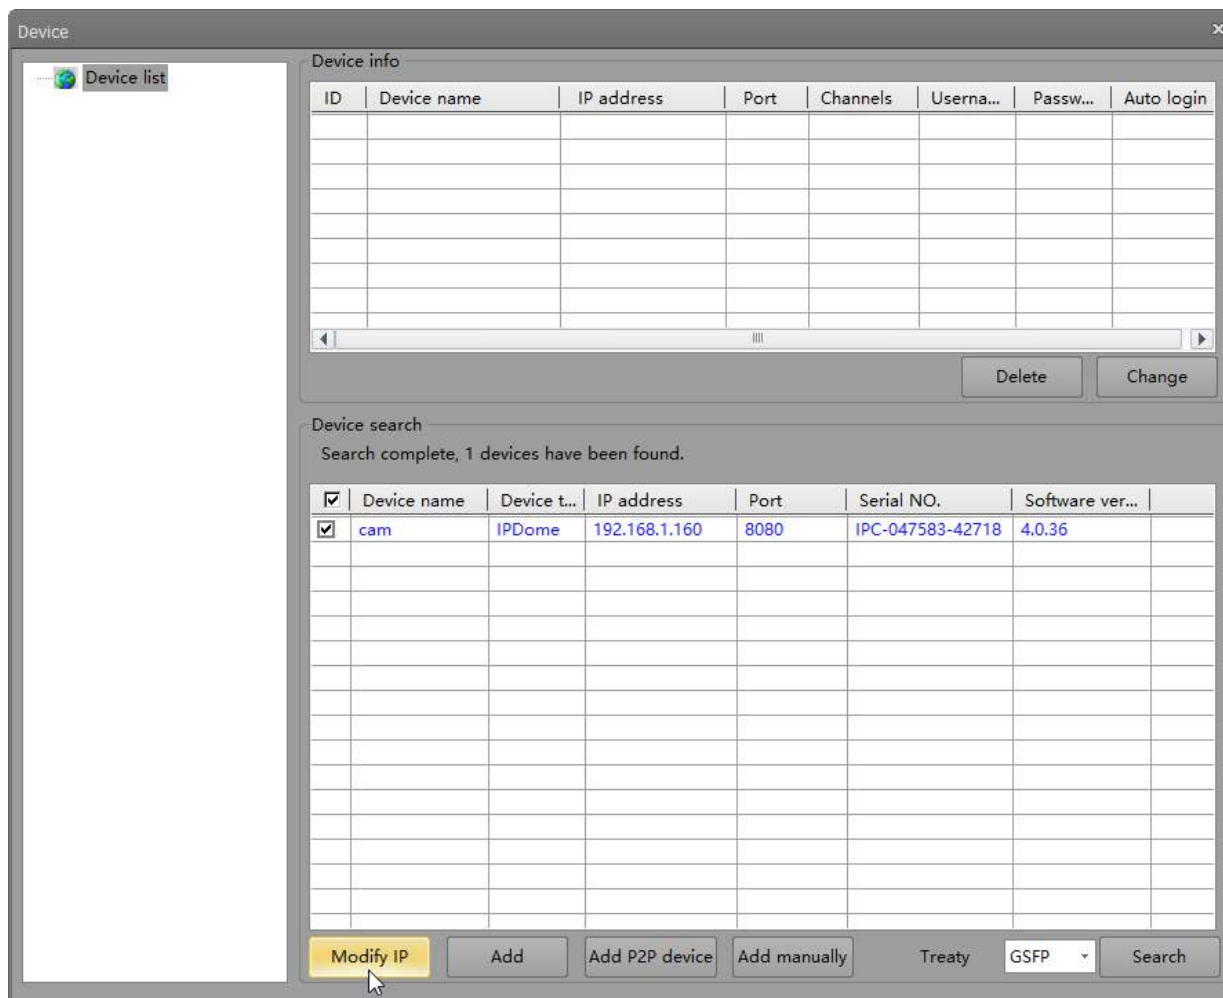 Device
Device list
Device info
ID Device name IP address Port Channels Userna... Passw... Auto login
Delete Change
Device search
Search complete, 1 devices have been found.
Device name Device t... IP address Port Serial NO. Software ver...
cam IPDome 192.168.1.160 8080 IPC-047583-42718 4.0.36
Modify IP Add Add P2P device Add manually Treaty GSFP Search